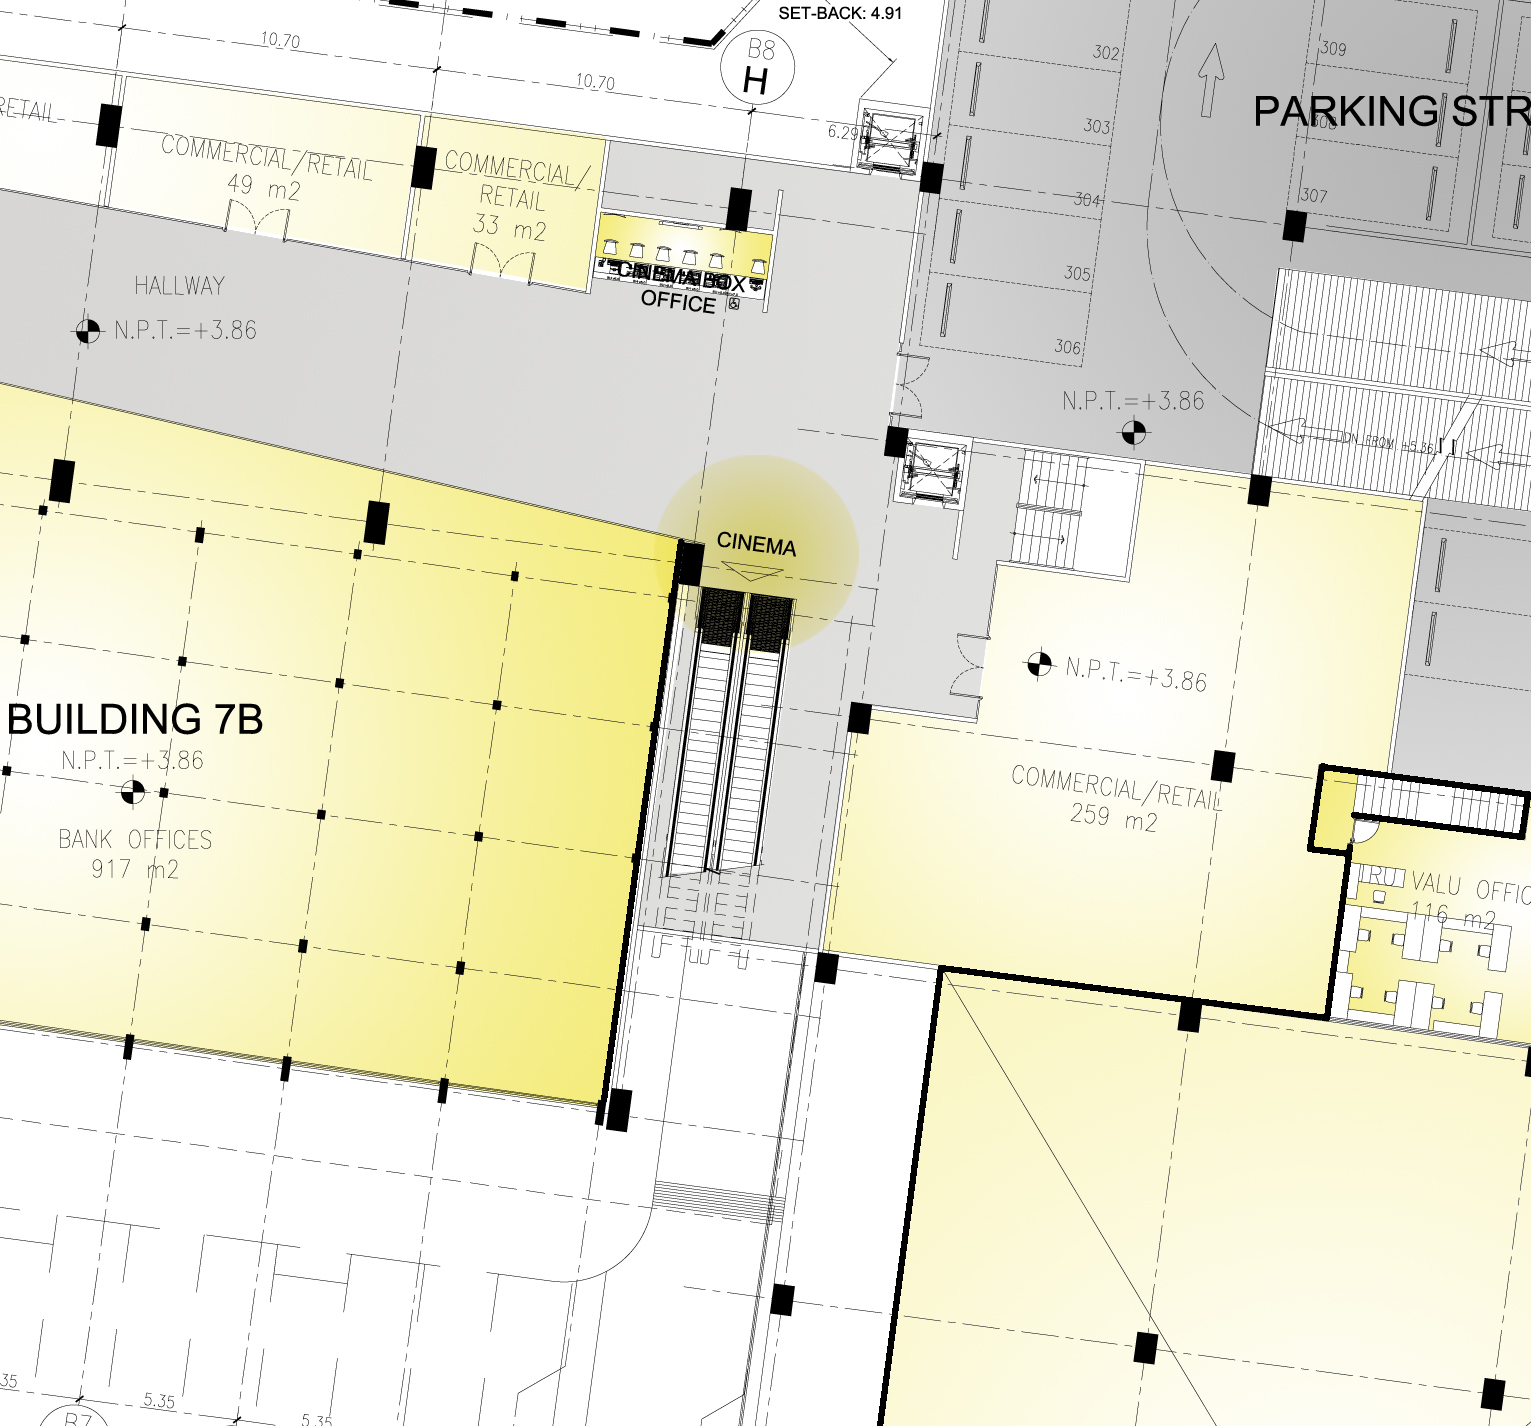 SET-BACK: 4.91
10.70
B8
H
10.70
302
309
PARKING STR
308
303
6.29
RETAIL
COMMERCIAL/RETAIL
49 m2
COMMERCIAL/
RETAIL
33 m2
304
307
CINEMA BOX
OFFICE
305
HALLWAY
N.P.T.=+3.86
306
N.P.T.=+3.86
DN FROM +5.36
CINEMA
N.P.T.=+3.86
BUILDING 7B
N.P.T.=+3.86
BANK OFFICES
917 m2
COMMERCIAL/RETAIL
259 m2
TRU VALU OFFIC
116 m2
.35
5.35
5.35
B7